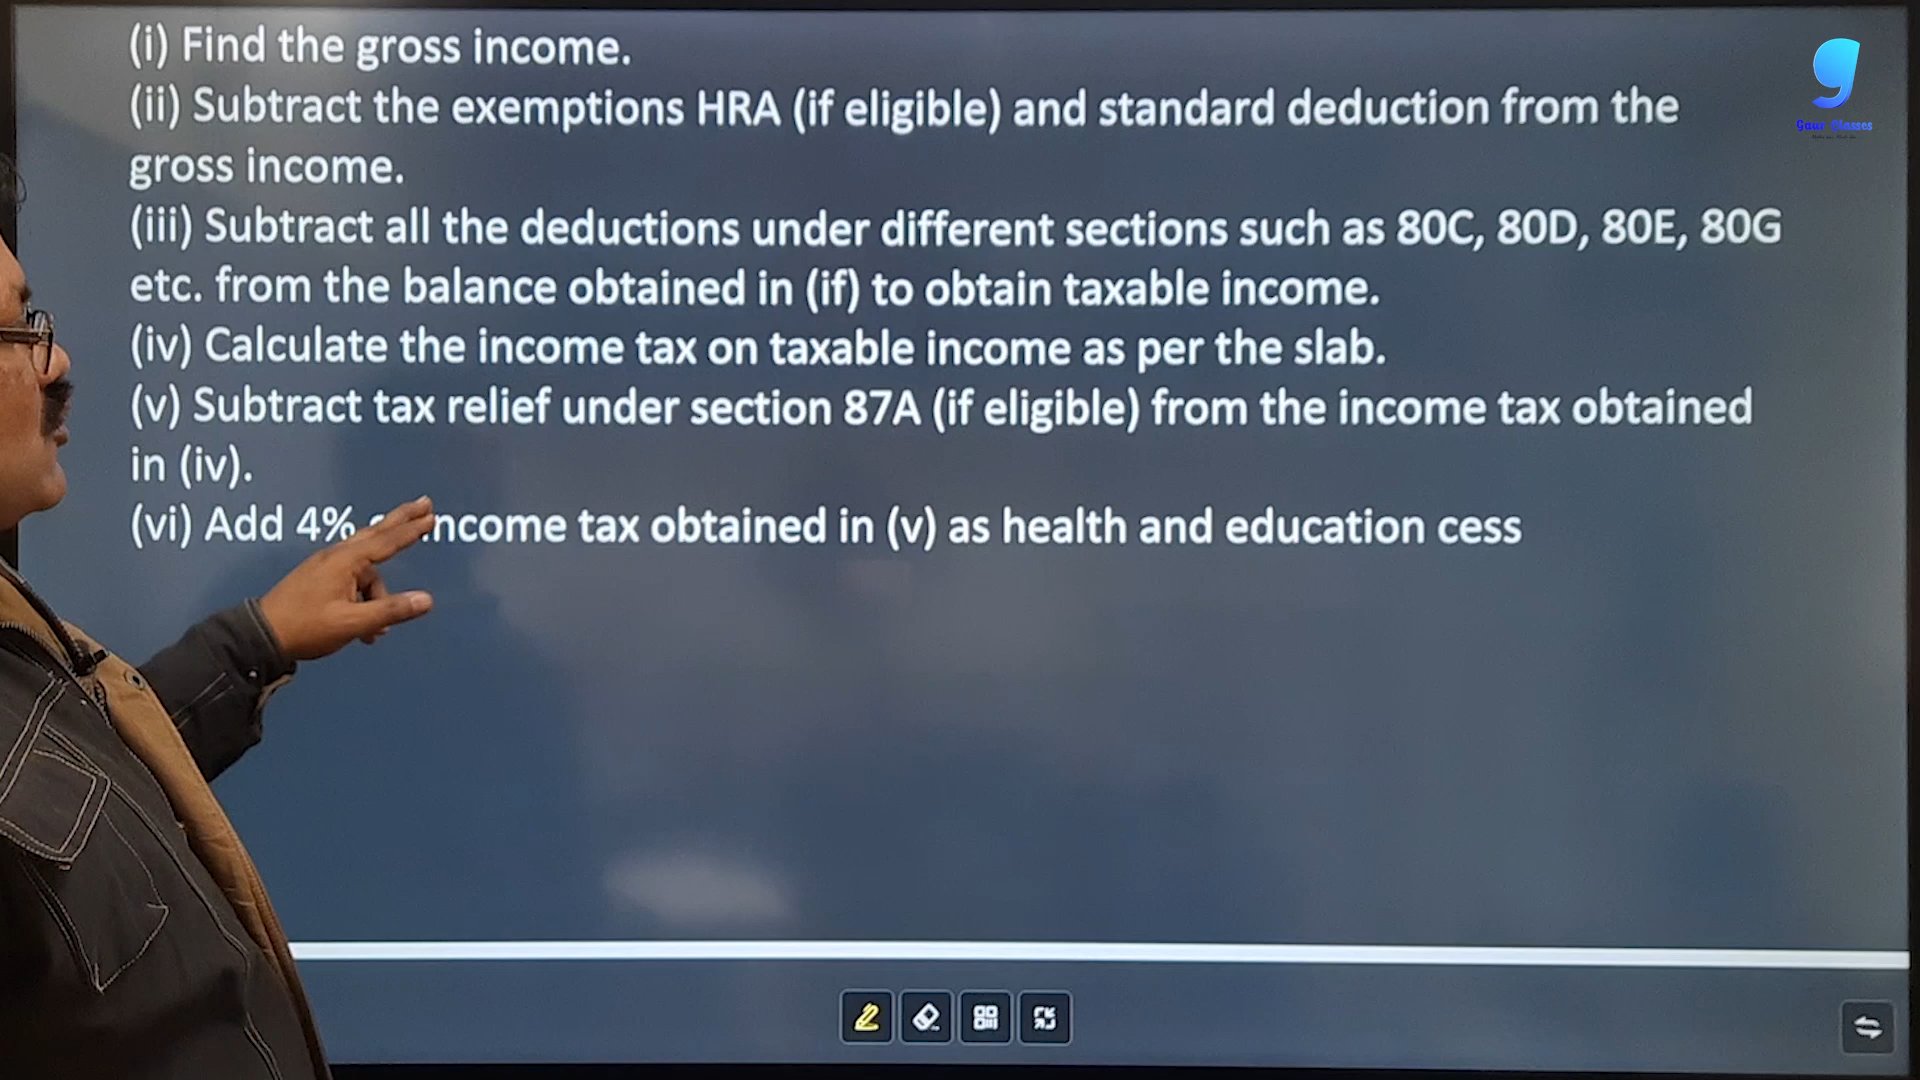 (i) Find the gross income.
(ii) Subtract the exemptions HRA (if eligible) and standard deduction from the
gross income.
(iii) Subtract all the deductions under different sections such as 80C, 80D, 80E, 80G
etc. from the balance obtained in (if) to obtain taxable income.
(iv) Calculate the income tax on taxable income as per the slab.
(v) Subtract tax relief under section 87A (if eligible) from the income tax obtained
in (iv).
(vi) Add 4% income tax obtained in (v) as health and education cess
g
Gaur Classes